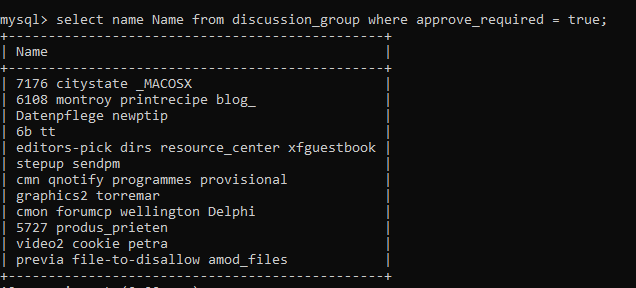 mysql> select name Name from discussion_group where approve_required = true;
+-----------------------------------------------+
| Name                                          |
+-----------------------------------------------+
| 7176 citystate _MACOSX                        |
| 6108 montroy printrecipe blog_                |
| Datenpflege newptip                           |
| 6b tt                                         |
| editors-pick dirs resource_center xfguestbook |
| stepup sendpm                                 |
| cmn qnotify programmes provisional            |
| graphics2 torremar                            |
| cmon forumcp wellington Delphi                |
| 5727 produs_prieten                           |
| video2 cookie petra                           |
| previa file-to-disallow amod_files            |
+-----------------------------------------------+